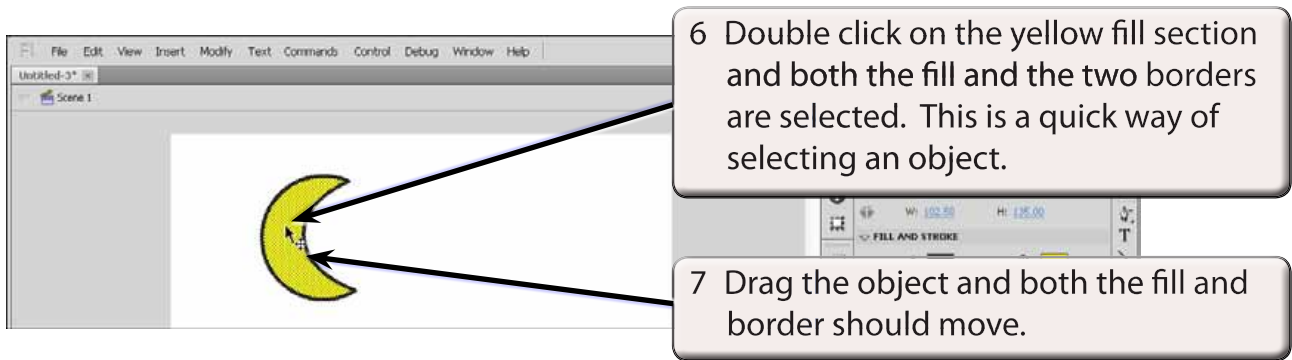 Fl File Edit View Insert Modify Text Commands Control Debug Window Help
Untitled-3*
Scene 1
6 Double click on the yellow fill section
and both the fill and the two borders
are selected. This is a quick way of
selecting an object.
W: 102.50 H: 125.00
FILL AND STROKE
T
7 Drag the object and both the fill and
border should move.